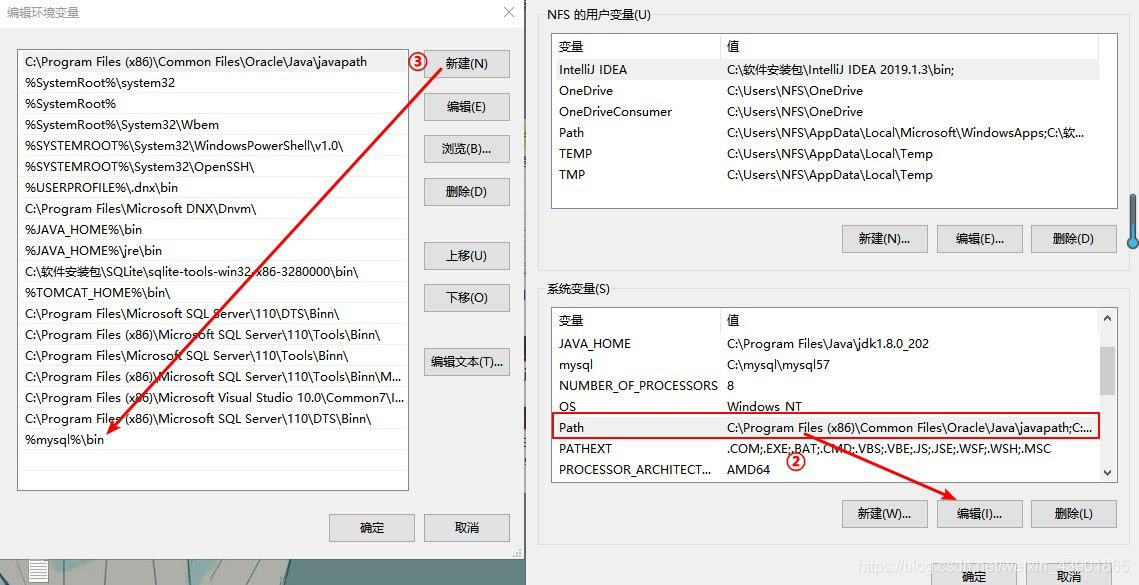 编辑环境变量
C:\Program Files (x86)\Common Files\Oracle\Java\javapath
%SystemRoot%\system32
%SystemRoot%
%SystemRoot%\System32\Wbem
%SYSTEMROOT%\System32\WindowsPowerShell\v1.0\
%SYSTEMROOT%\System32\OpenSSH\
%USERPROFILE%\.dnx\bin
C:\Program Files\Microsoft DNX\Dnvm\
%JAVA_HOME%\bin
%JAVA_HOME%\jre\bin
C:\软件安装包\SQLite\sqlite-tools-win32-x86-3280000\bin\
%TOMCAT_HOME%\bin\
C:\Program Files\Microsoft SQL Server\110\DTS\Binn\
C:\Program Files (x86)\Microsoft SQL Server\110\Tools\Binn\
C:\Program Files\Microsoft SQL Server\110\Tools\Binn\
C:\Program Files (x86)\Microsoft SQL Server\110\Tools\Binn\M...
C:\Program Files (x86)\Microsoft Visual Studio 10.0\Common7\I...
C:\Program Files (x86)\Microsoft SQL Server\110\DTS\Binn\
%mysql%\bin
③ 新建(N)
编辑(E)
浏览(B)...
删除(D)
上移(U)
下移(O)
编辑文本(T)...
确定 取消
NFS 的用户变量(U)
变量 值
IntelliJ IDEA C:\软件安装包\IntelliJ IDEA 2019.1.3\bin;
OneDrive C:\Users\NFS\OneDrive
OneDriveConsumer C:\Users\NFS\OneDrive
Path C:\Users\NFS\AppData\Local\Microsoft\WindowsApps;C:\软...
TEMP C:\Users\NFS\AppData\Local\Temp
TMP C:\Users\NFS\AppData\Local\Temp
新建(N)... 编辑(E)... 删除(D)
系统变量(S)
变量 值
JAVA_HOME C:\Program Files\Java\jdk1.8.0_202
mysql C:\mysql\mysql57
NUMBER_OF_PROCESSORS 8
OS Windows_NT
Path C:\Program Files (x86)\Common Files\Oracle\Java\javapath;C:...
PATHEXT .COM;.EXE;.BAT;.CMD;.VBS;.VBE;.JS;.JSE;.WSF;.WSH;.MSC
②
PROCESSOR_ARCHITECT... AMD64
新建(W)... 编辑(I)... 删除(L)
https://blog.csdn.net/weixin_43901865
确定 取消